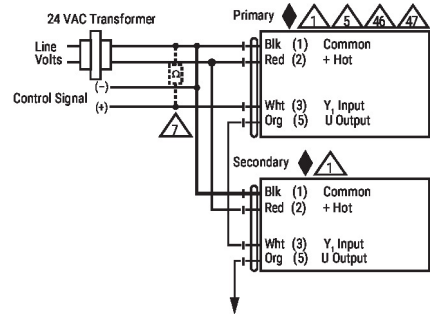 24 VAC Transformer
Primary 1 5 46 47
Line Volts
Blk (1) Common
Red (2) + Hot
Ω
(–)
Control Signal (+)
Wht (3) Y1 Input
Org (5) U Output
7
Secondary 1
Blk (1) Common
Red (2) + Hot
Wht (3) Y1 Input
Org (5) U Output